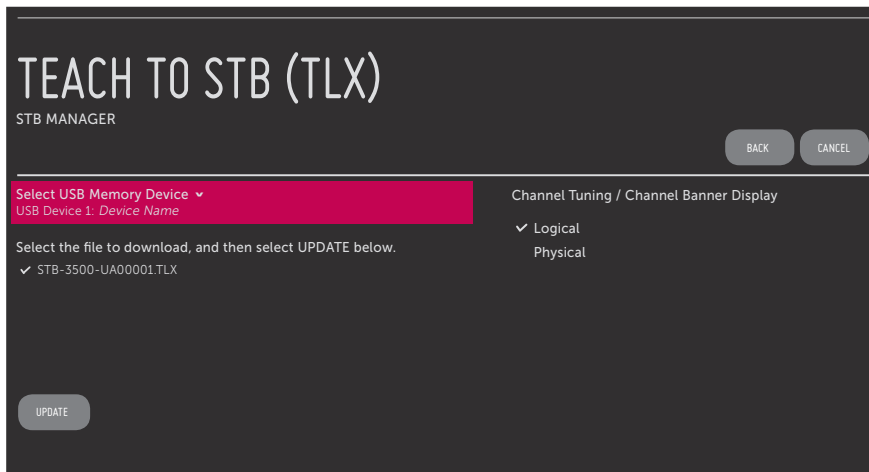 TEACH TO STB (TLX)
STB MANAGER
BACK
CANCEL
Select USB Memory Device
USB Device 1: Device Name
Select the file to download, and then select UPDATE below.
STB-3500-UA00001.TLX
UPDATE
Channel Tuning / Channel Banner Display
Logical
Physical